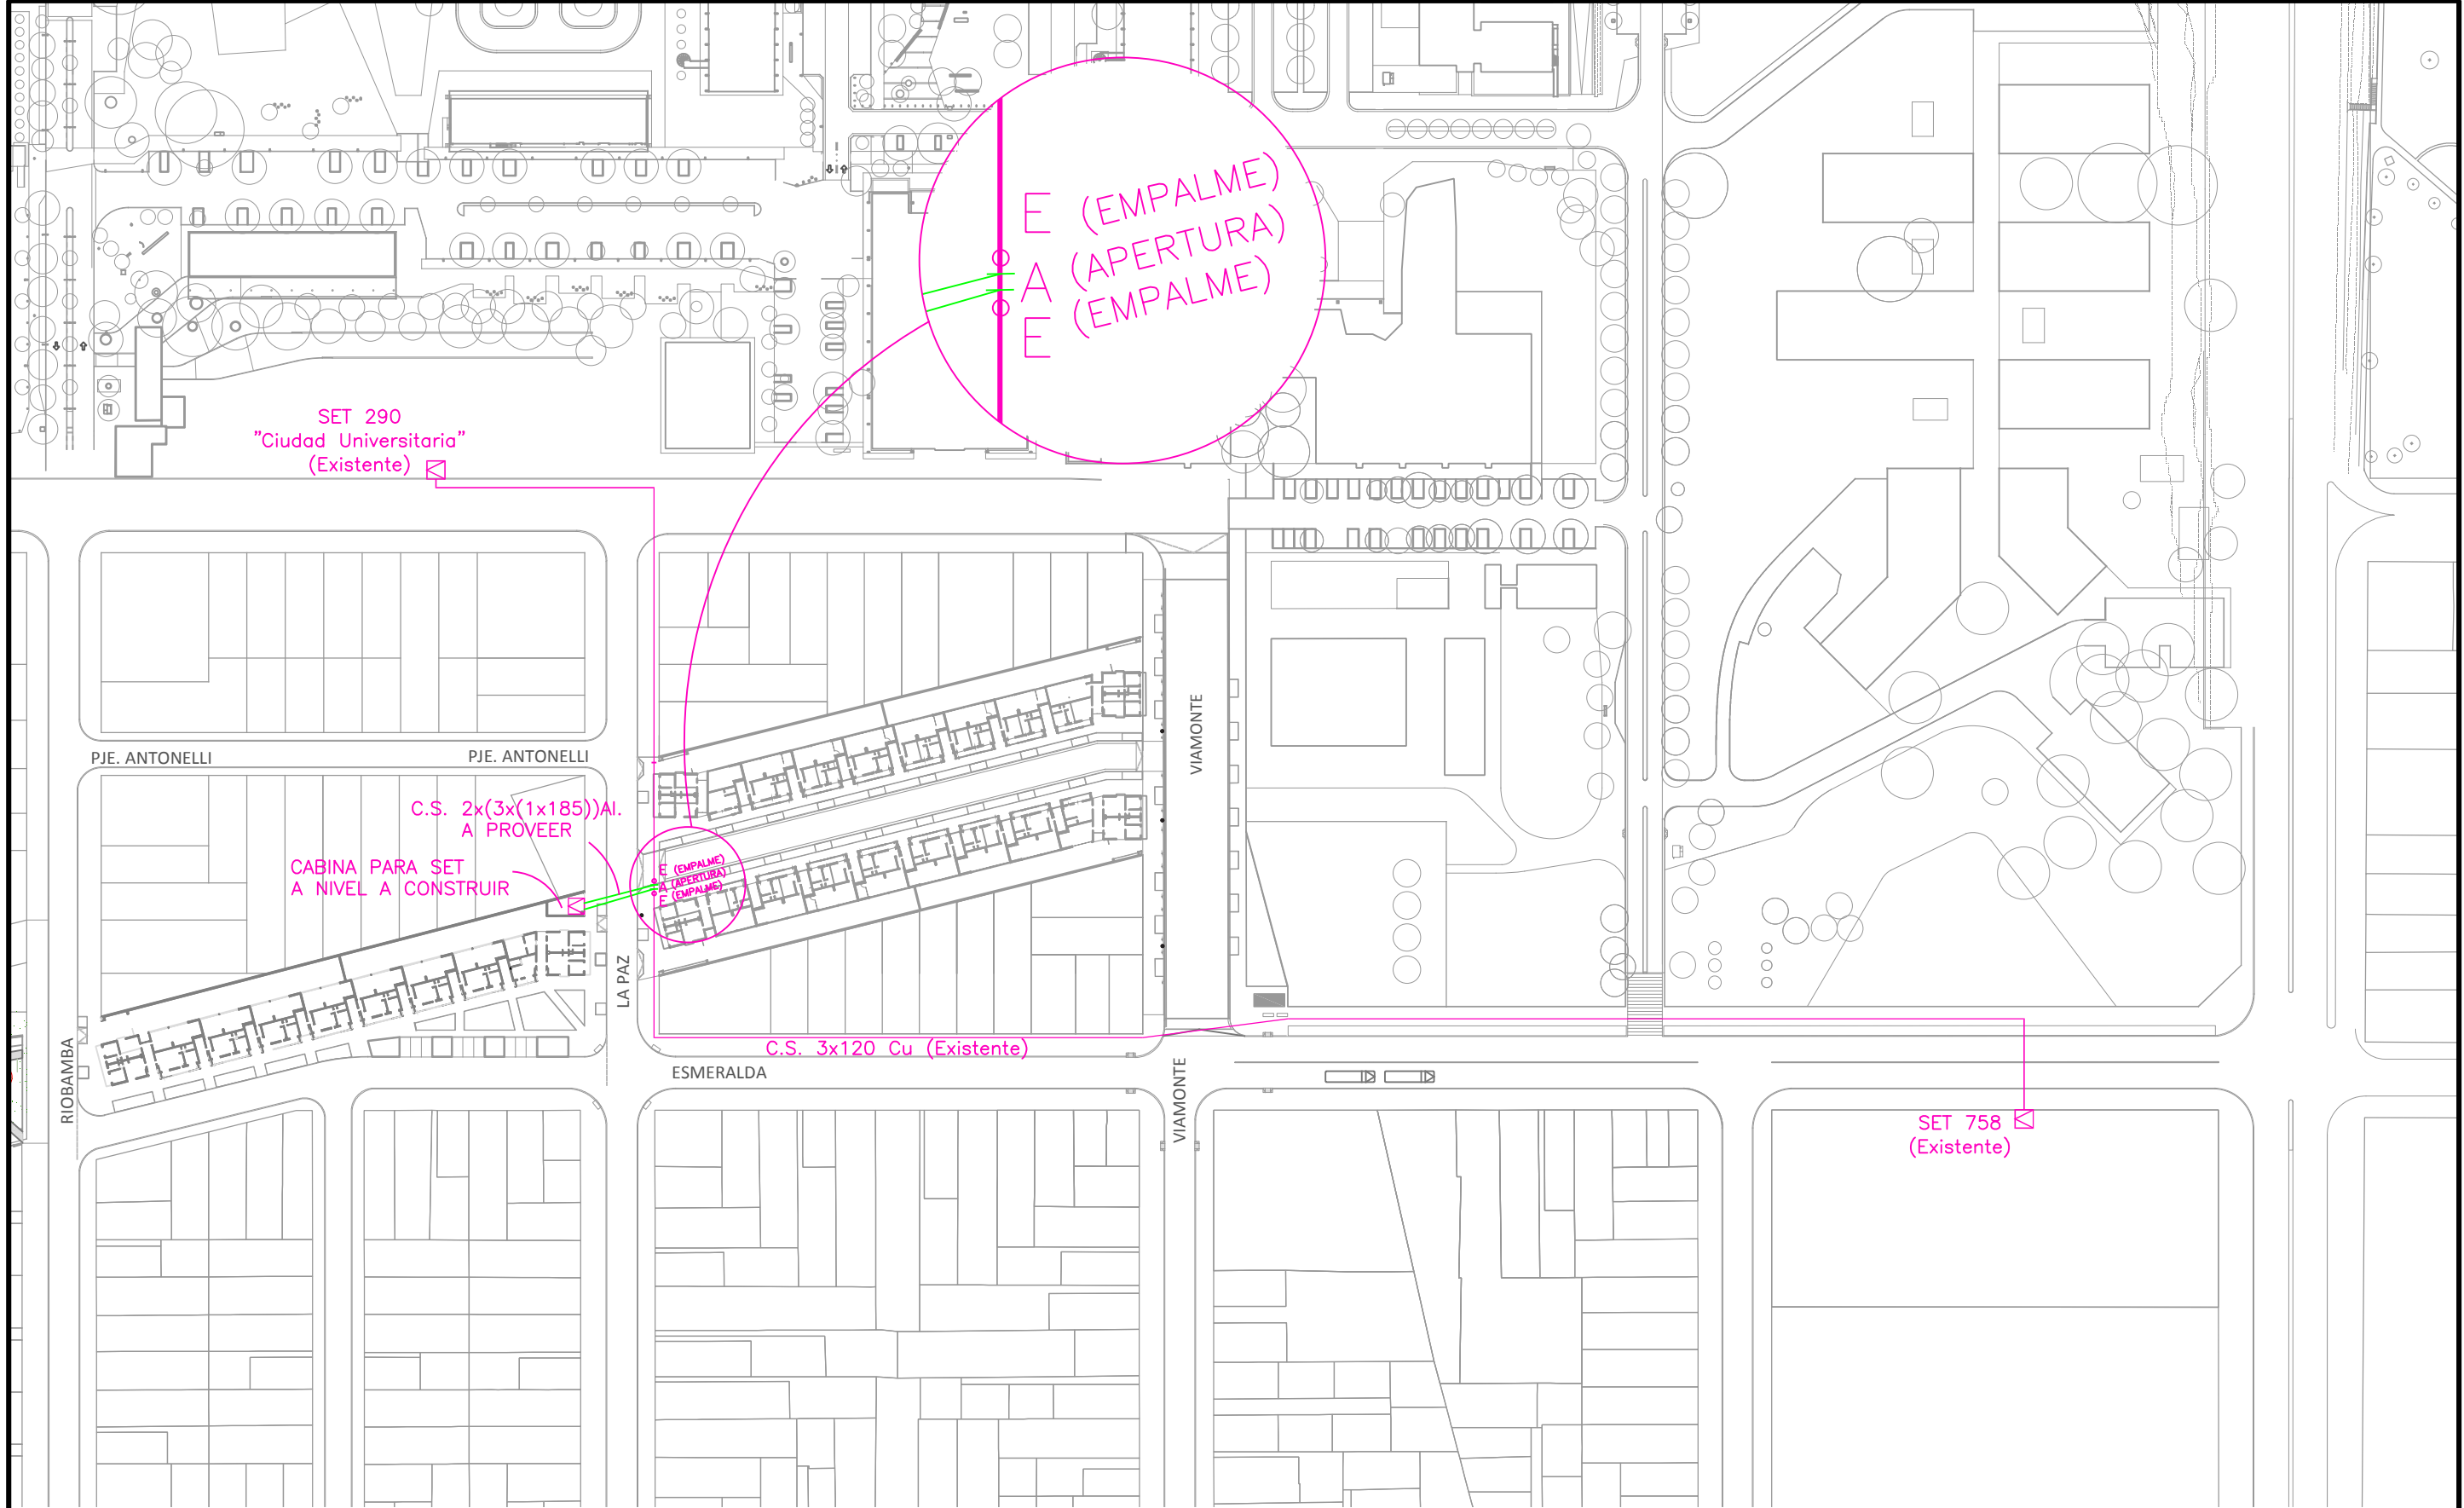 E (EMPALME)
A (APERTURA)
E (EMPALME)
SET 290
"Ciudad Universitaria"
(Existente)
VIAMONTE
PJE. ANTONELLI
PJE. ANTONELLI
C.S. 2x(3x(1x185))Al.
A PROVEER
CABINA PARA SET
A NIVEL A CONSTRUIR
E (EMPALME)
A (APERTURA)
E (EMPALME)
LA PAZ
RIOBAMBA
C.S. 3x120 Cu (Existente)
ESMERALDA
VIAMONTE
SET 758
(Existente)